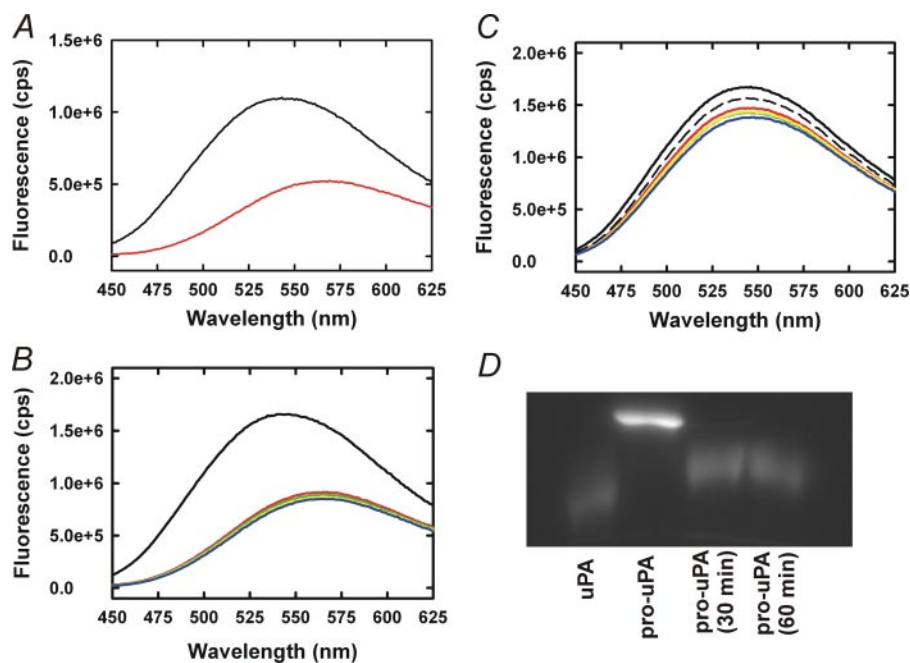 A
1.5e+6
1.0e+6
5.0e+5
0.0
Fluorescence (cps)
450 475 500 525 550 575 600 625
Wavelength (nm)
B
2.0e+6
1.5e+6
1.0e+6
5.0e+5
0.0
Fluorescence (cps)
450 475 500 525 550 575 600 625
Wavelength (nm)
C
2.0e+6
1.5e+6
1.0e+6
5.0e+5
0.0
Fluorescence (cps)
450 475 500 525 550 575 600 625
Wavelength (nm)
D
uPA
pro-uPA
pro-uPA
(30 min)
pro-uPA
(60 min)